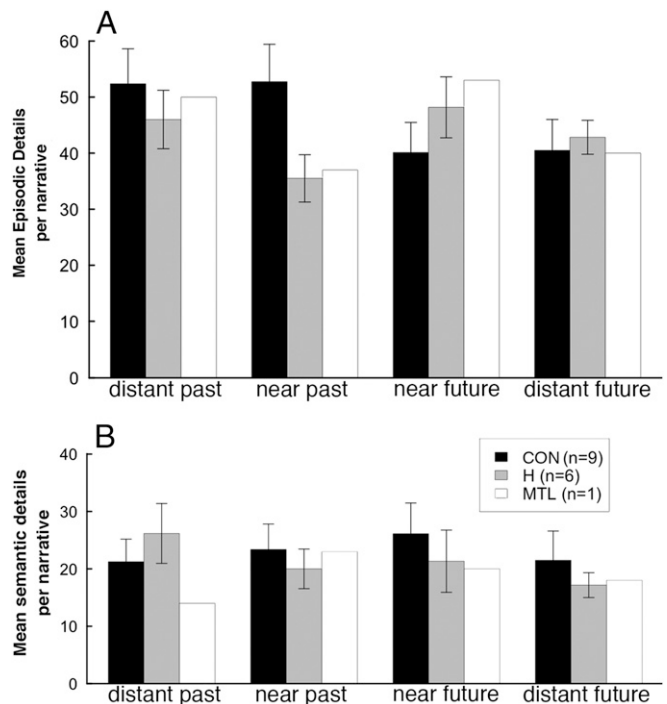 A
Mean Episodic Details
per narrative
60
50
40
30
20
10
0
distant past near past near future distant future
B
Mean semantic details
per narrative
40
30
20
10
0
CON (n=9)
H (n=6)
MTL (n=1)
distant past near past near future distant future